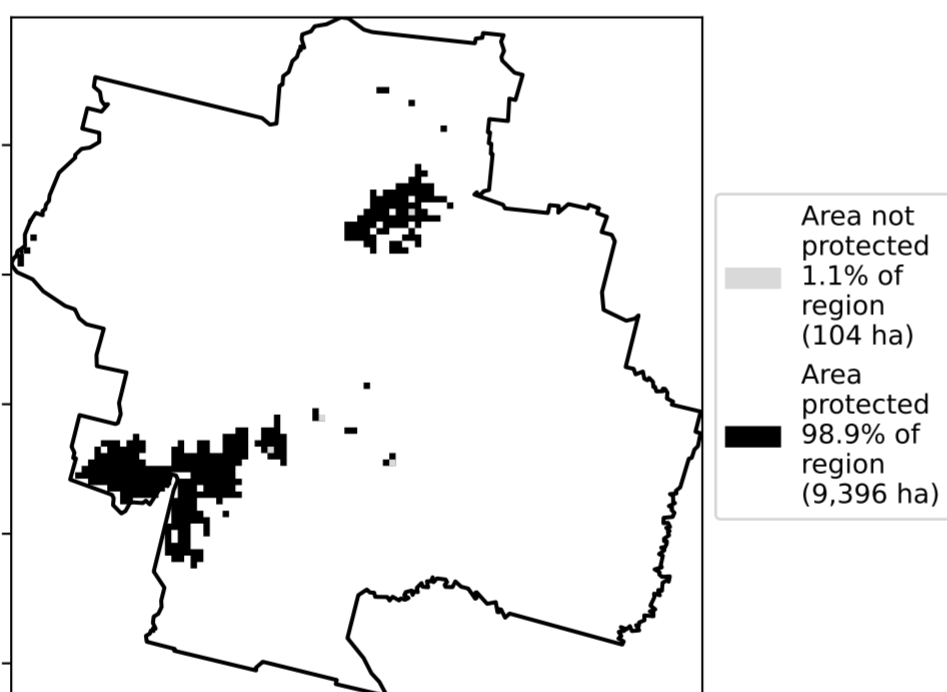 Area not
protected
1.1% of
region
(104 ha)
Area
protected
98.9% of
region
(9,396 ha)